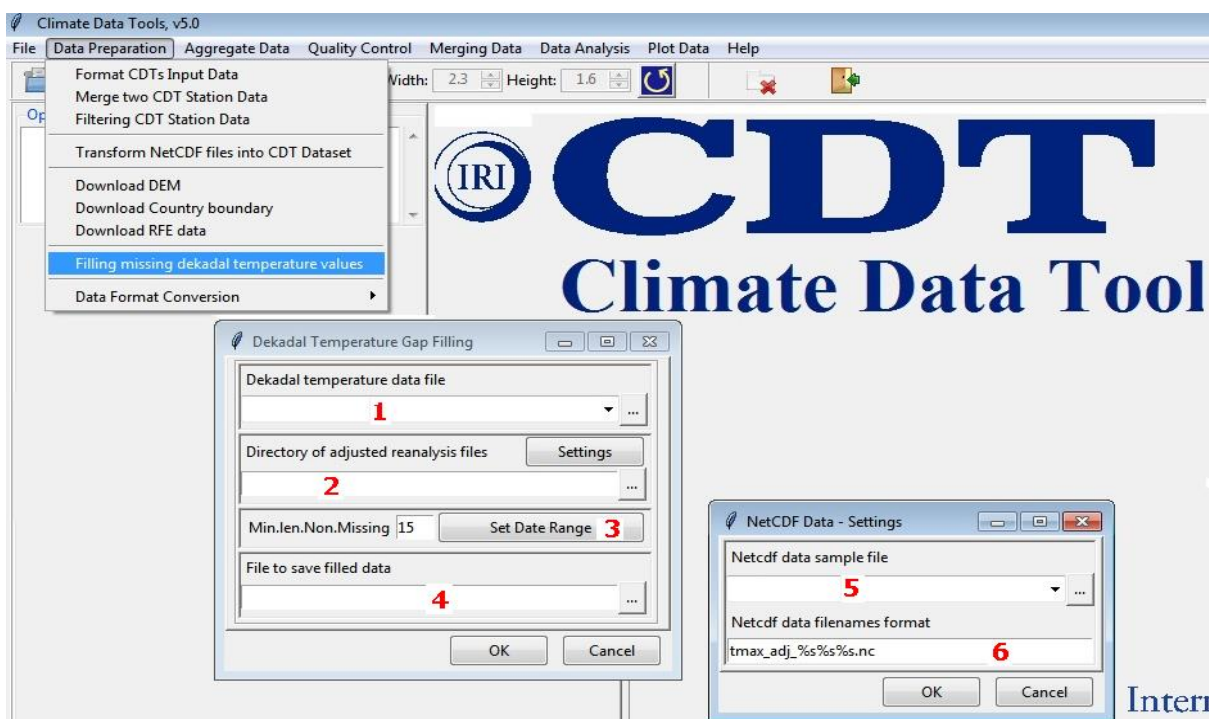 Climate Data Tools, v5.0
File Data Preparation Aggregate Data Quality Control Merging Data Data Analysis Plot Data Help
Width: 2.3 Height: 1.6
Format CDTs Input Data
Merge two CDT Station Data
Filtering CDT Station Data
Transform NetCDF files into CDT Dataset
Download DEM
Download Country boundary
Download RFE data
Filling missing dekadal temperature values
Data Format Conversion
Op
IRI CDT
Climate Data Tool
Dekadal Temperature Gap Filling
Dekadal temperature data file
1 ...
Directory of adjusted reanalysis files Settings
2 ...
Min.len.Non.Missing 15 Set Date Range 3
File to save filled data
4 ...
OK Cancel
NetCDF Data - Settings
Netcdf data sample file
5 ...
Netcdf data filenames format
tmax_adj_%s%s%s.nc 6
OK Cancel
Inter